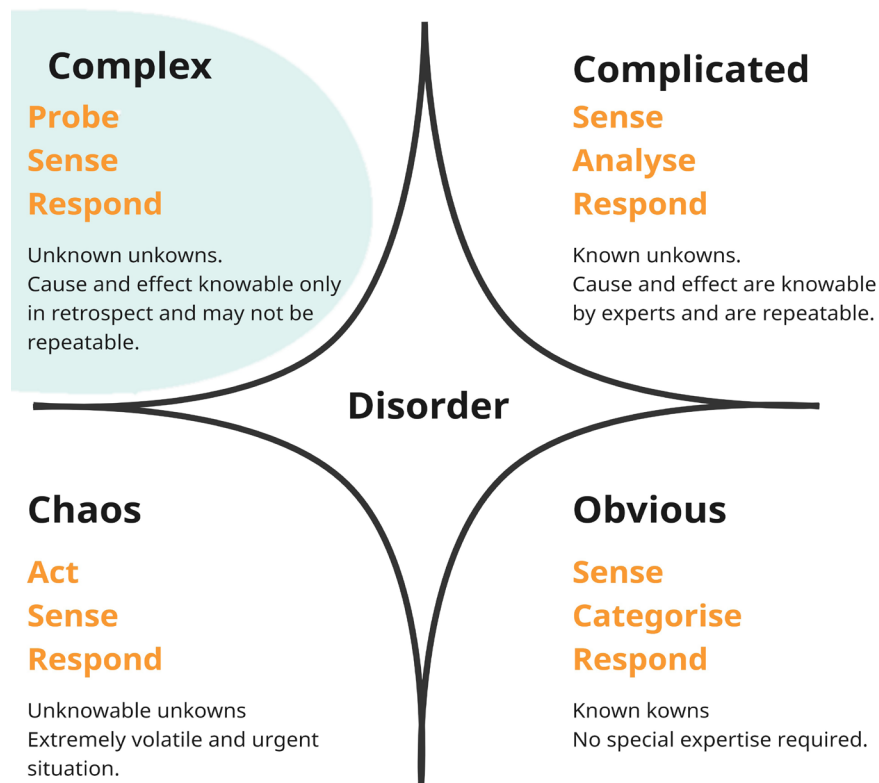 Complex
Probe
Sense
Respond
Unknown unkowns.
Cause and effect knowable only
in retrospect and may not be
repeatable.
Complicated
Sense
Analyse
Respond
Known unkowns.
Cause and effect are knowable
by experts and are repeatable.
Disorder
Chaos
Act
Sense
Respond
Unknowable unkowns
Extremely volatile and urgent
situation.
Obvious
Sense
Categorise
Respond
Known kowns
No special expertise required.